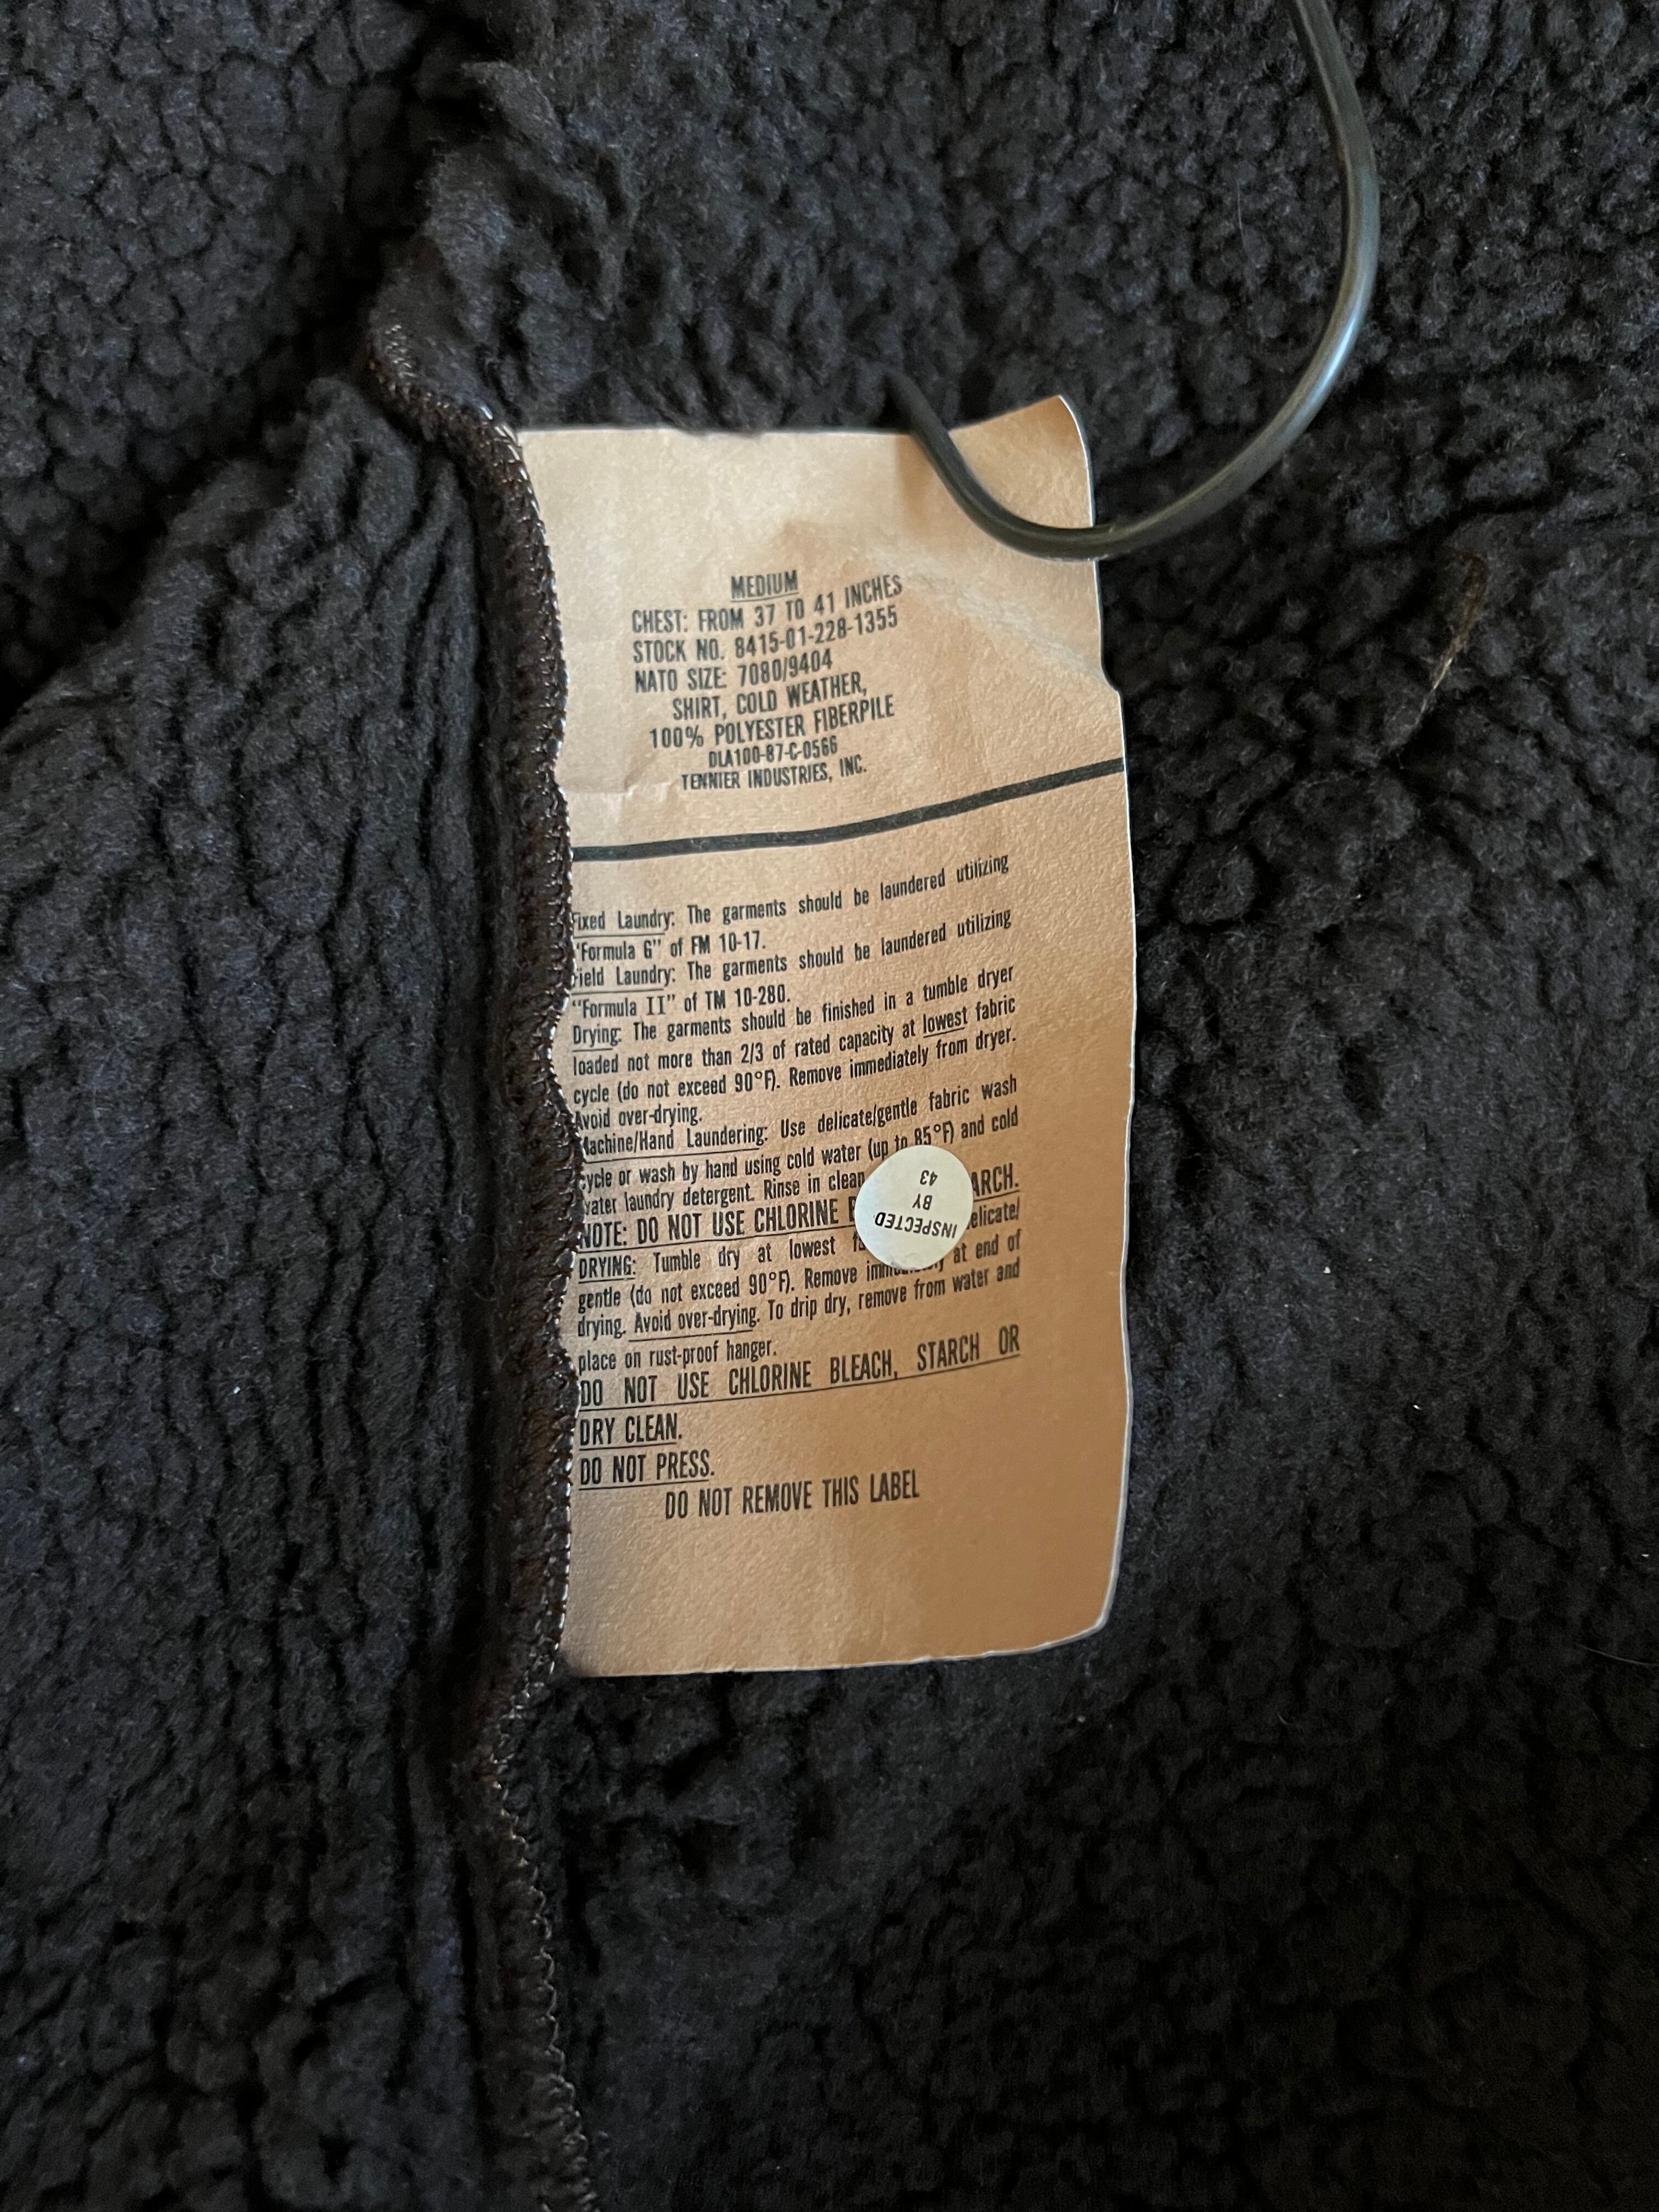 MEDIUM
CHEST: FROM 37 TO 41 INCHES
STOCK NO. 8415-01-228-1355
NATO SIZE: 7080/9404
SHIRT, COLD WEATHER,
100% POLYESTER FIBERPILE
DLA100-87-C-0566
TENNIER INDUSTRIES, INC.
ixed Laundry: The garments should be laundered utilizing
"Formula G" of FM 10-17.
ield Laundry: The garments should be laundered utilizing
"Formula II" of TM 10-280.
Drying: The garments should be finished in a tumble dryer
loaded not more than 2/3 of rated capacity at lowest fabric
cycle (do not exceed 90°F). Remove immediately from dryer.
Avoid over-drying.
Machine/Hand Laundering: Use delicate/gentle fabric wash
cycle or wash by hand using cold water (up to 85°F) and cold
water laundry detergent. Rinse in clean
NOTE: DO NOT USE CHLORINE B ARCH.
DRYING: Tumble dry at lowest fa elicate/
gentle (do not exceed 90°F). Remove immediately at end of
drying. Avoid over-drying. To drip dry, remove from water and
place on rust-proof hanger.
DO NOT USE CHLORINE BLEACH, STARCH OR
DRY CLEAN.
DO NOT PRESS.
DO NOT REMOVE THIS LABEL
INSPECTED
BY
43